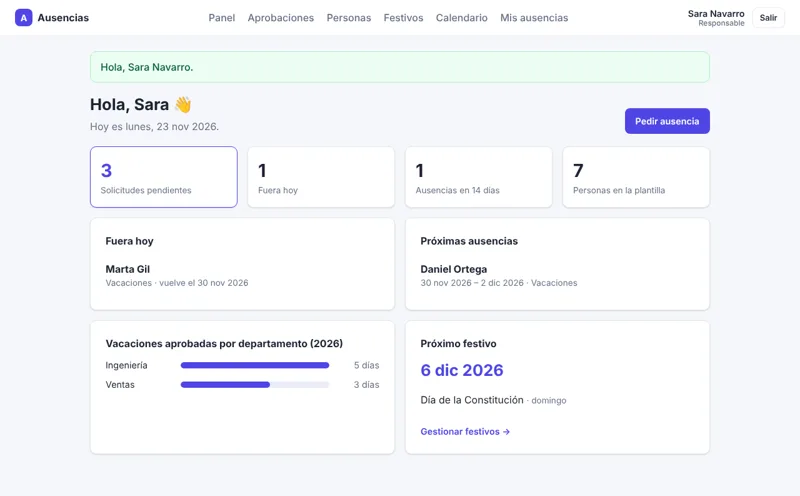 A Ausencias
Panel Aprobaciones Personas Festivos Calendario Mis ausencias
Sara Navarro
Responsable
Salir
Hola, Sara Navarro.
Hola, Sara 👋
Hoy es lunes, 23 nov 2026.
Pedir ausencia
3
Solicitudes pendientes
1
Fuera hoy
1
Ausencias en 14 días
7
Personas en la plantilla
Fuera hoy
Marta Gil
Vacaciones · vuelve el 30 nov 2026
Próximas ausencias
Daniel Ortega
30 nov 2026 – 2 dic 2026 · Vacaciones
Vacaciones aprobadas por departamento (2026)
Ingeniería 5 días
Ventas 3 días
Próximo festivo
6 dic 2026
Día de la Constitución · domingo
Gestionar festivos →